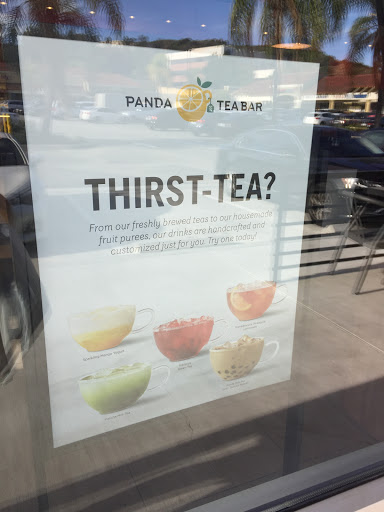 PANDA TEA BAR
THIRST-TEA?
From our freshly brewed teas to our housemade
fruit purees, our drinks are handcrafted and
customized just for you. Try one today!